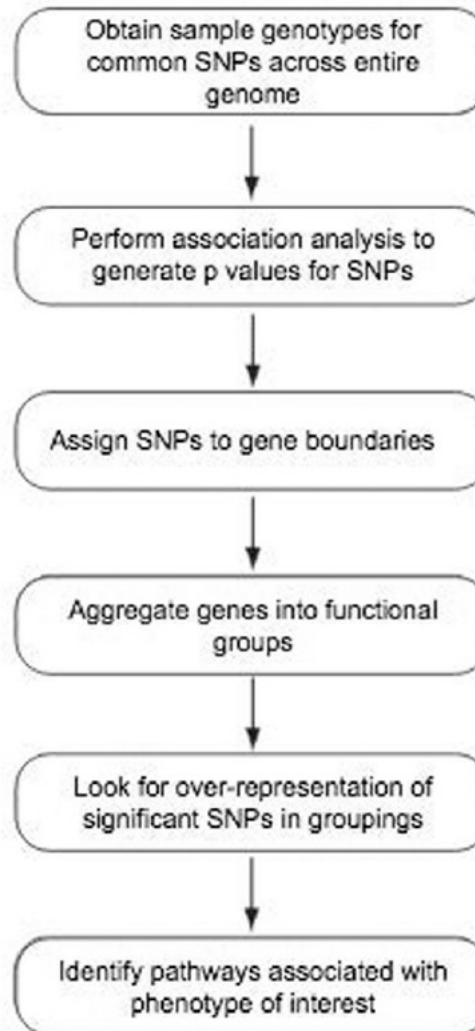 Obtain sample genotypes for
common SNPs across entire
genome
Perform association analysis to
generate p values for SNPs
Assign SNPs to gene boundaries
Aggregate genes into functional
groups
Look for over-representation of
significant SNPs in groupings
Identify pathways associated with
phenotype of interest